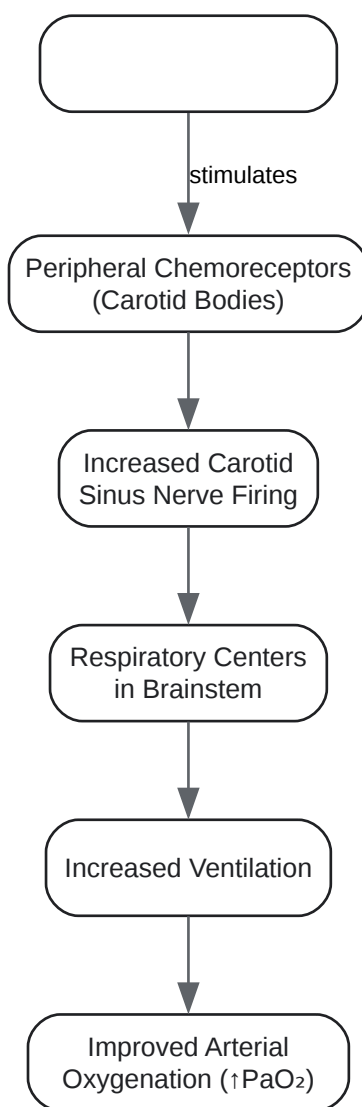 stimulates
Peripheral Chemoreceptors
(Carotid Bodies)
Increased Carotid
Sinus Nerve Firing
Respiratory Centers
in Brainstem
Increased Ventilation
Improved Arterial
Oxygenation (↑PaO₂)